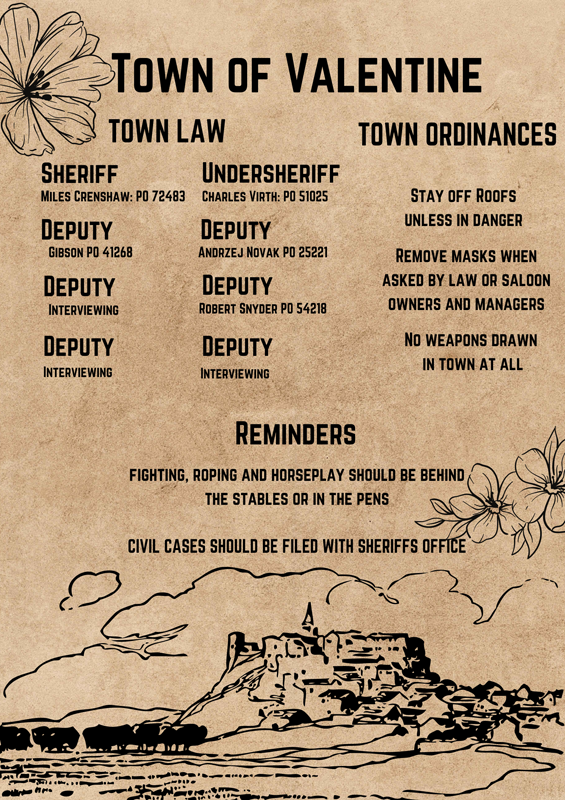 Town of Valentine
Town Law
Sheriff
Miles Crenshaw: PO 72483
Undersheriff
Charles Virth: PO 51025
Deputy
Gibson PO 41268
Deputy
Andrzej Novak PO 25221
Deputy
Interviewing
Deputy
Robert Snyder PO 54218
Deputy
Interviewing
Deputy
Interviewing
Town Ordinances
Stay off Roofs
unless in danger
Remove masks when
asked by law or saloon
owners and managers
No weapons drawn
in town at all
Reminders
fighting, roping and horseplay should be behind
the stables or in the pens
civil cases should be filed with sheriffs office